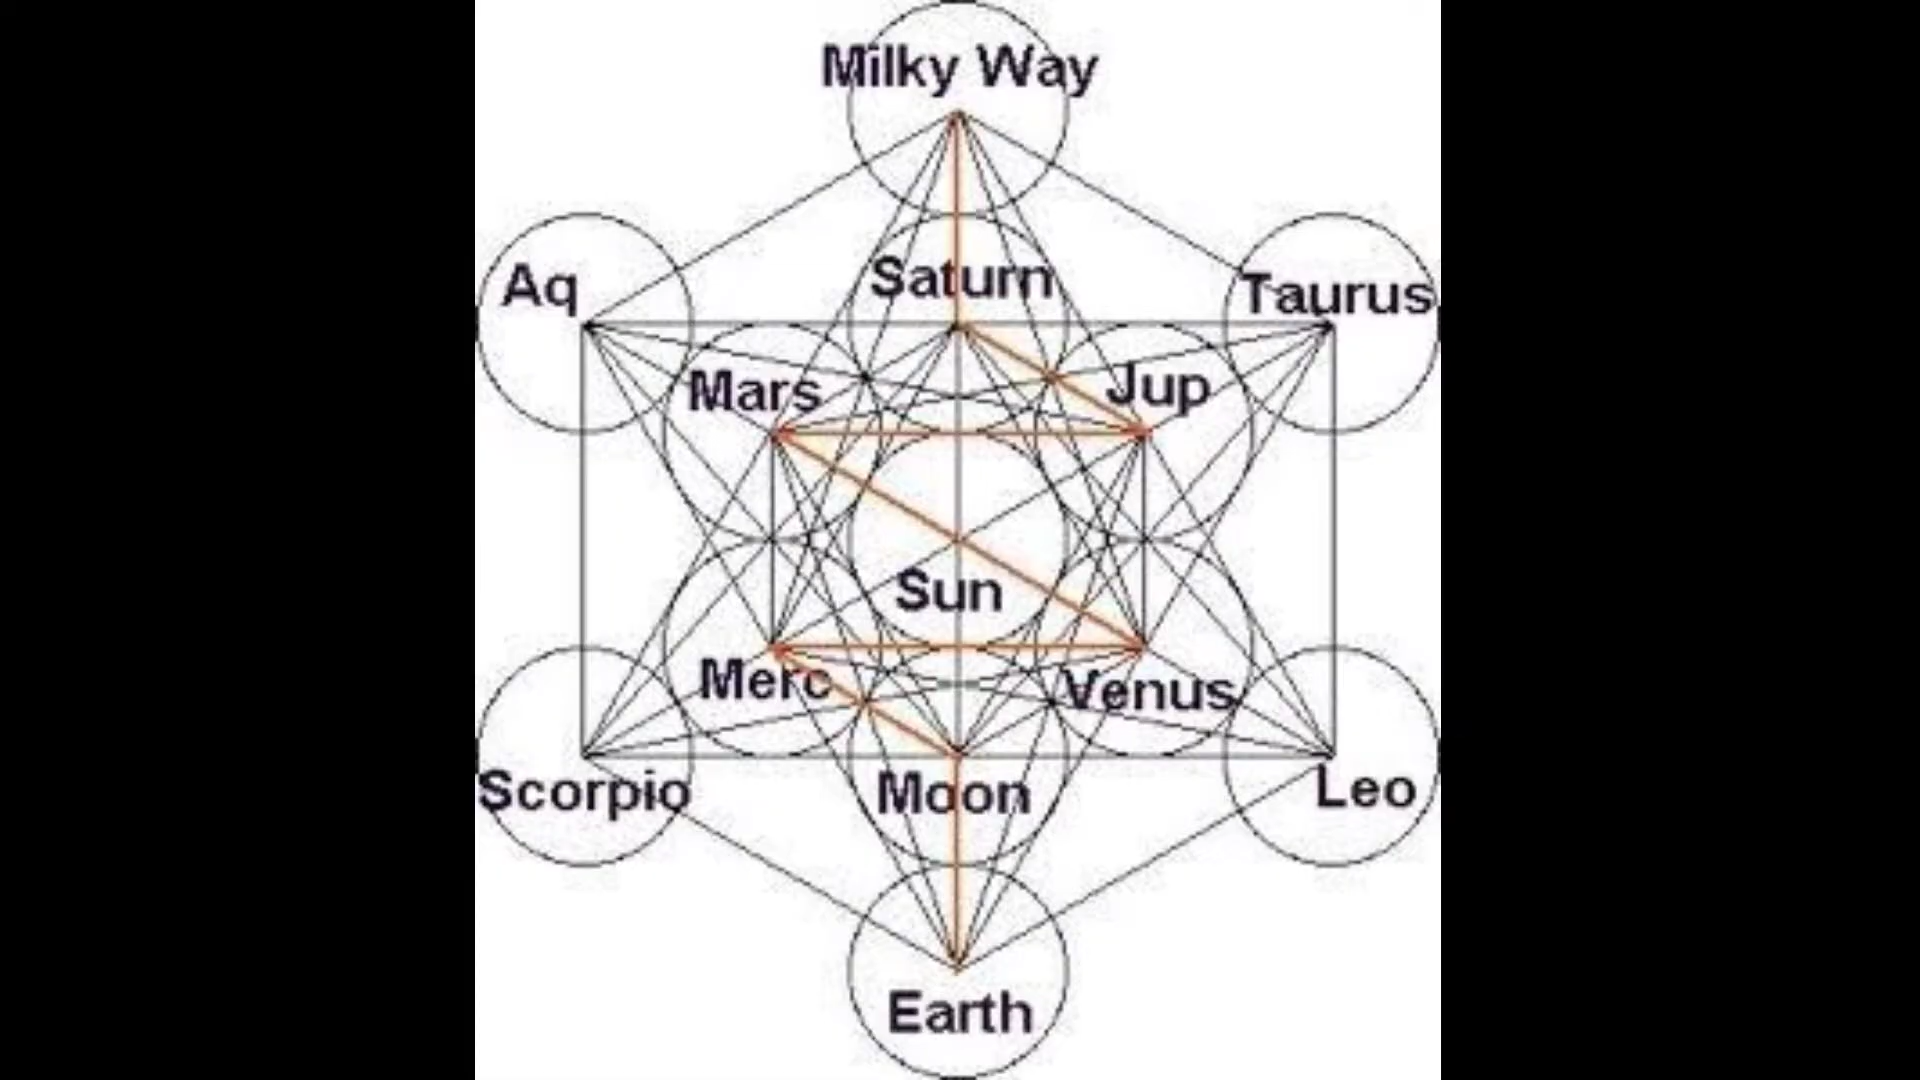 Milky Way
Aq
Saturn
Taurus
Mars
Jup
Sun
Merc
Venus
Scorpio
Moon
Leo
Earth